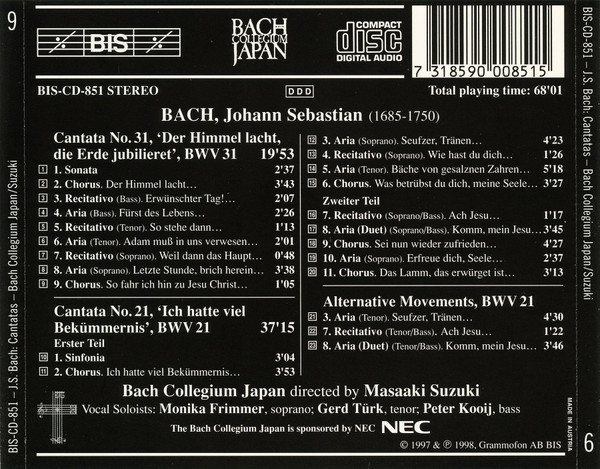 9
BIS-CD-851 – J.S. Bach: Cantatas – Bach Collegium Japan/Suzuki
BIS
BACH
COLLEGIUM
JAPAN
COMPACT
disc
DIGITAL AUDIO
7 318590 008515
BIS-CD-851 STEREO
DDD
Total playing time: 68'01
BACH, Johann Sebastian (1685-1750)
Cantata No. 31, ‘Der Himmel lacht,
die Erde jubilieret’, BWV 31 19'53
1 1. Sonata 2'37
2 2. Chorus. Der Himmel lacht… 3'43
3 3. Recitativo (Bass). Erwünschter Tag!… 2'07
4 4. Aria (Bass). Fürst des Lebens… 2'26
5 5. Recitativo (Tenor). So stehe dann… 1'13
6 6. Aria (Tenor). Adam muß in uns verwesen… 2'01
7 7. Recitativo (Soprano). Weil dann das Haupt… 0'48
8 8. Aria (Soprano). Letzte Stunde, brich herein… 3'38
9 9. Chorus. So fahr ich hin zu Jesu Christ… 1'05
Cantata No. 21, ‘Ich hatte viel
Bekümmernis’, BWV 21 37'15
Erster Teil
10 1. Sinfonia 3'04
11 2. Chorus. Ich hatte viel Bekümmernis… 3'53
12 3. Aria (Soprano). Seufzer, Tränen… 4'23
13 4. Recitativo (Soprano). Wie hast du dich… 1'26
14 5. Aria (Tenor). Bäche von gesalznen Zahren… 5'18
15 6. Chorus. Was betrübst du dich, meine Seele… 3'27
Zweiter Teil
16 7. Recitativo (Soprano/Bass). Ach Jesu… 1'17
17 8. Aria (Duet) (Soprano/Bass). Komm, mein Jesu… 3'45
18 9. Chorus. Sei nun wieder zufrieden… 4'27
19 10. Aria (Soprano). Erfreue dich, Seele… 2'37
20 11. Chorus. Das Lamm, das erwürget ist… 3'13
Alternative Movements, BWV 21
21 3. Aria (Tenor). Seufzer, Tränen… 4'30
22 7. Recitativo (Tenor/Bass). Ach Jesu… 1'22
23 8. Aria (Duet) (Tenor/Bass). Komm, mein Jesu… 3'46
Bach Collegium Japan directed by Masaaki Suzuki
Vocal Soloists: Monika Frimmer, soprano; Gerd Türk, tenor; Peter Kooij, bass
The Bach Collegium Japan is sponsored by NEC NEC
© 1997 & ℗ 1998, Grammofon AB BIS
MADE IN AUSTRIA
BIS-CD-851 – J.S. Bach: Cantatas – Bach Collegium Japan/Suzuki
9